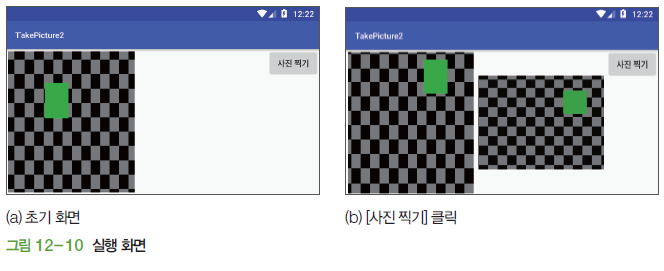 12:22
TakePicture2
사진 찍기
12:22
TakePicture2
사진 찍기
(a) 초기 화면
(b) [사진 찍기] 클릭
그림 12-10 실행 화면